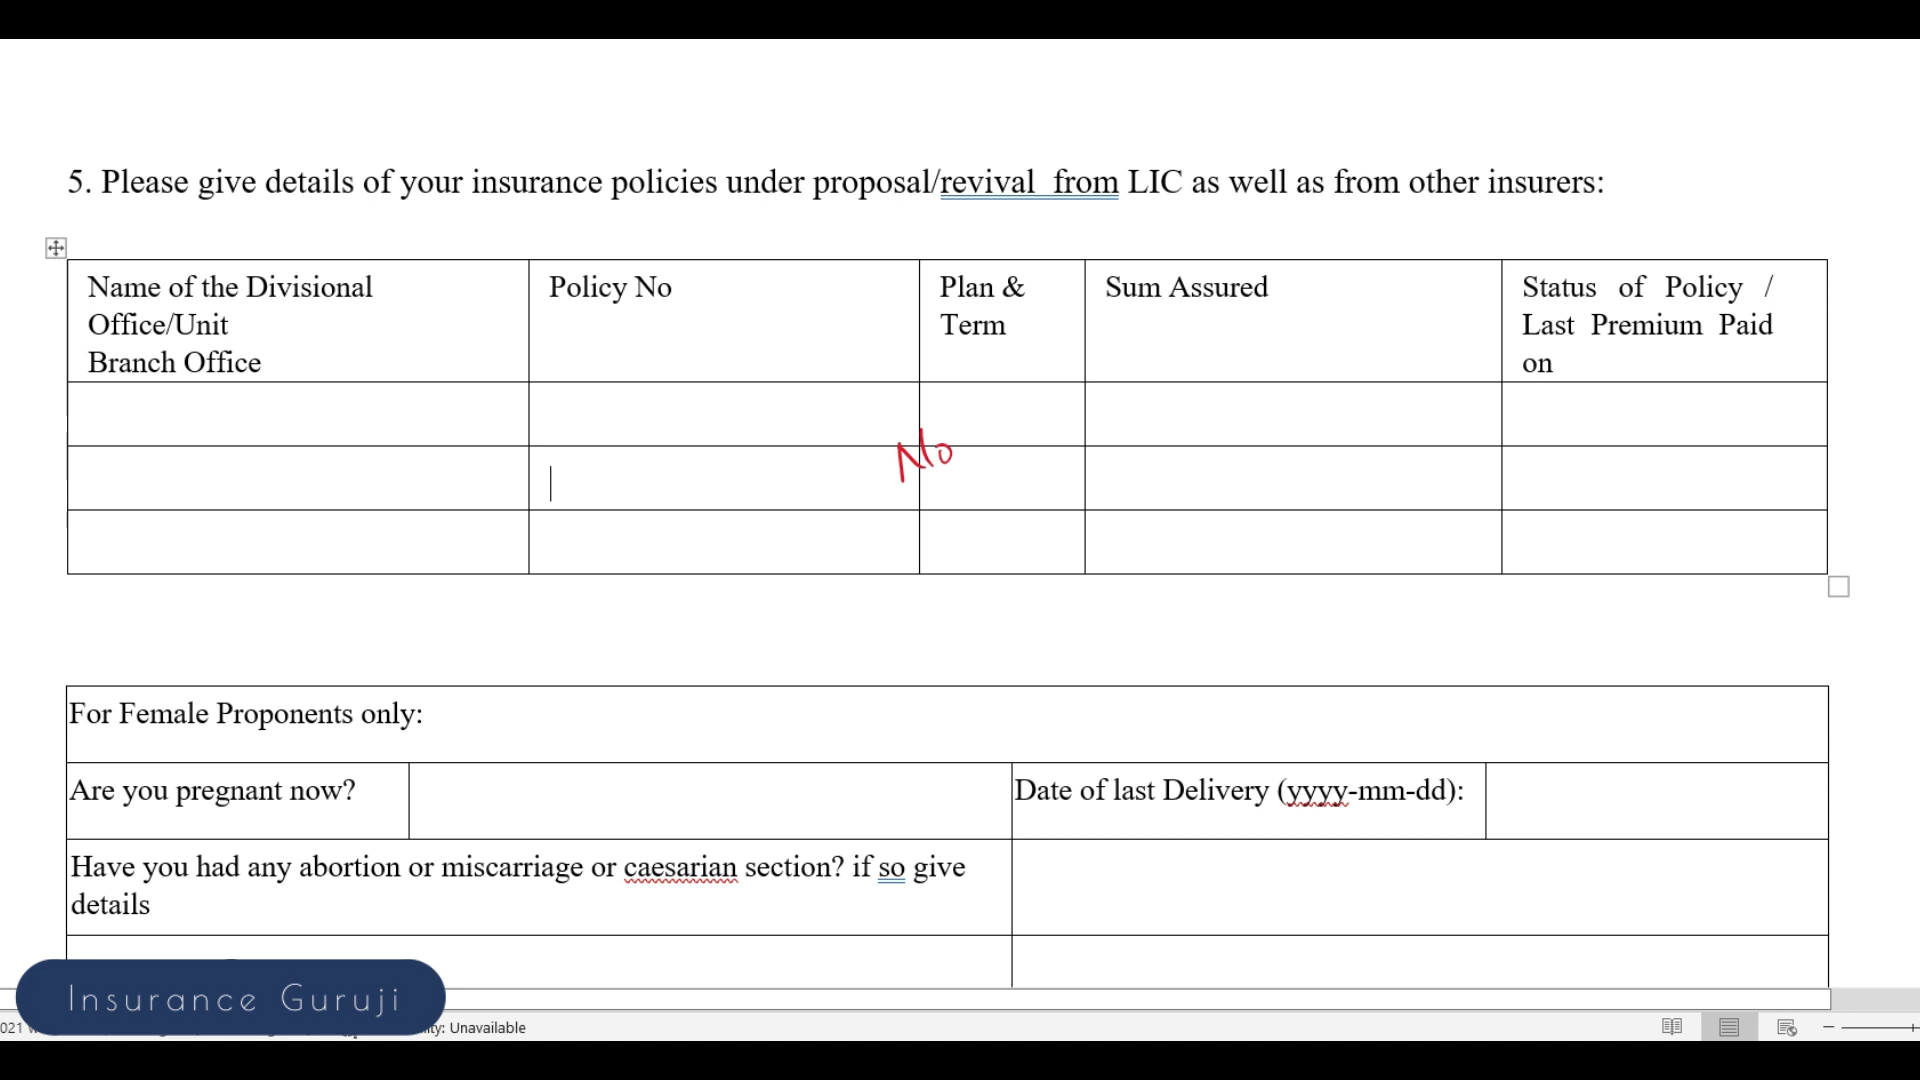 5. Please give details of your insurance policies under proposal/revival from LIC as well as from other insurers:
Name of the Divisional
Office/Unit
Branch Office
Policy No
Plan &
Term
Sum Assured
Status of Policy /
Last Premium Paid
on
No
For Female Proponents only:
Are you pregnant now?
Date of last Delivery (yyyy-mm-dd):
Have you had any abortion or miscarriage or caesarian section? if so give
details
Insurance Guruji
021
Unavailable